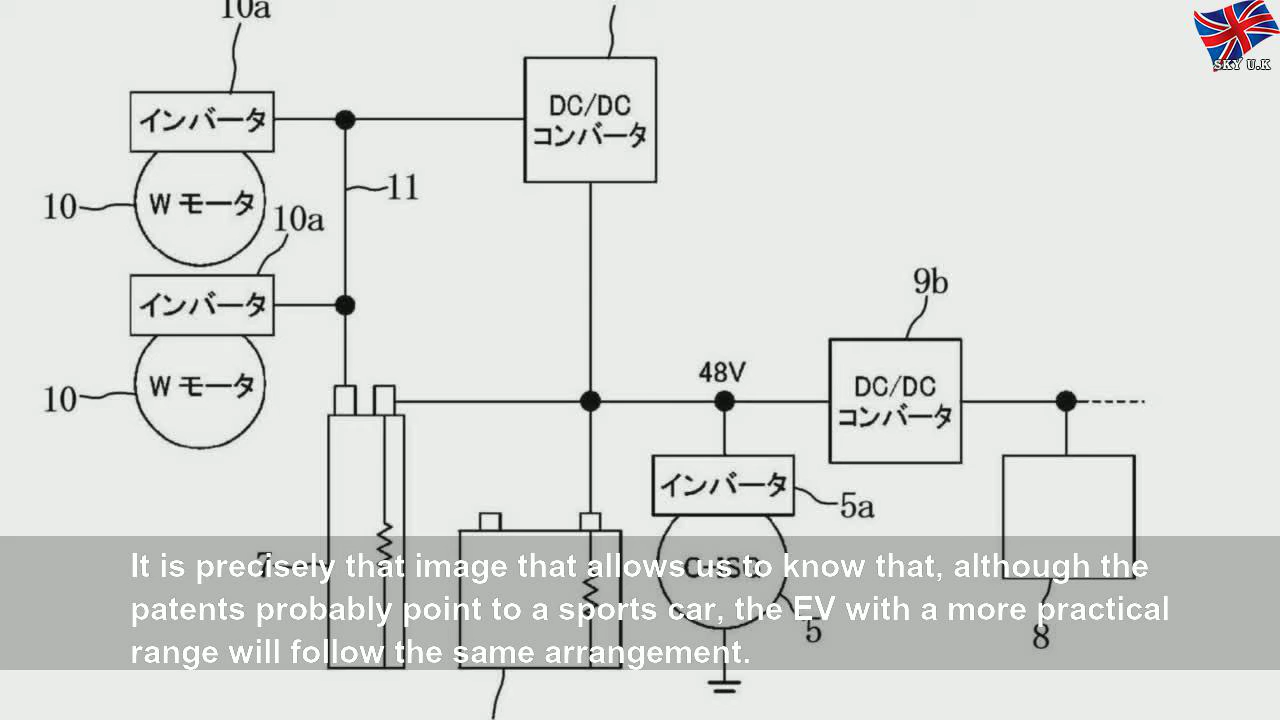 10a
SKY U.K
インバータ
DC/DC
コンバータ
10
W モータ
11
10a
インバータ
9b
10
W モータ
48V
DC/DC
コンバータ
インバータ
5a
7
It is precisely that image that allows us to know that, although the
patents probably point to a sports car, the EV with a more practical
range will follow the same arrangement.
5
8